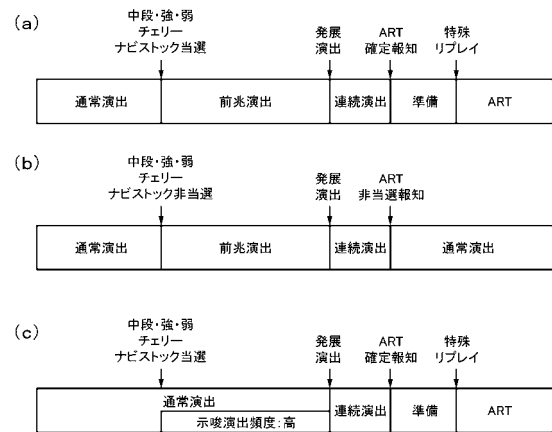 (a)
中段・強・弱
チェリー
ナビストック当選
発展
演出
ART
確定報知
特殊
リプレイ
通常演出
前兆演出
連続演出
準備
ART
(b)
中段・強・弱
チェリー
ナビストック非当選
発展
演出
ART
非当選報知
通常演出
前兆演出
連続演出
通常演出
(c)
中段・強・弱
チェリー
ナビストック当選
発展
演出
ART
確定報知
特殊
リプレイ
通常演出
示唆演出頻度:高
連続演出
準備
ART